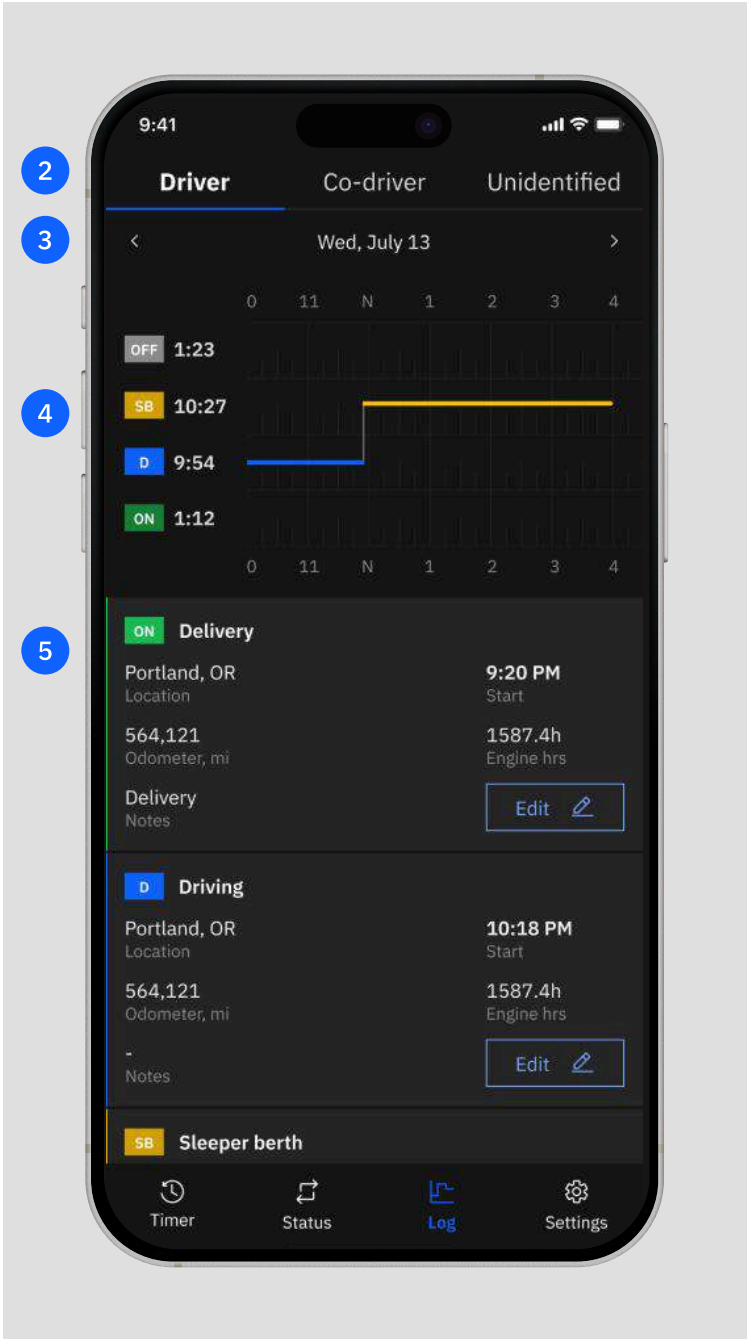 9:41
2
Driver Co-driver Unidentified
3
Wed, July 13
0 11 N 1 2 3 4
OFF 1:23
4
SB 10:27
D 9:54
ON 1:12
0 11 N 1 2 3 4
5
ON Delivery
Portland, OR 9:20 PM
Location Start
564,121 1587.4h
Odometer, mi Engine hrs
Delivery Edit
Notes
D Driving
Portland, OR 10:18 PM
Location Start
564,121 1587.4h
Odometer, mi Engine hrs
- Edit
Notes
SB Sleeper berth
Timer Status Log Settings